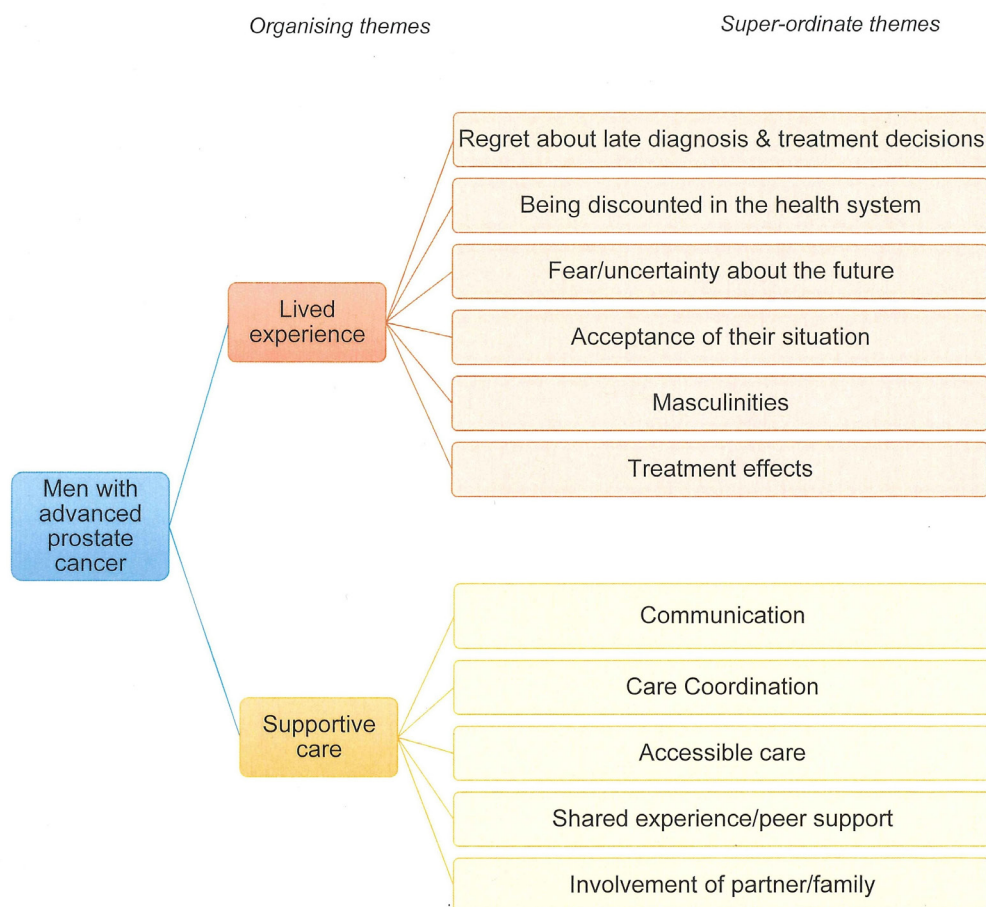 Organising themes
Super-ordinate themes
Regret about late diagnosis & treatment decisions
Being discounted in the health system
Fear/uncertainty about the future
Lived
experience
Acceptance of their situation
Masculinities
Treatment effects
Men with
advanced
prostate
cancer
Communication
Care Coordination
Supportive
care
Accessible care
Shared experience/peer support
Involvement of partner/family